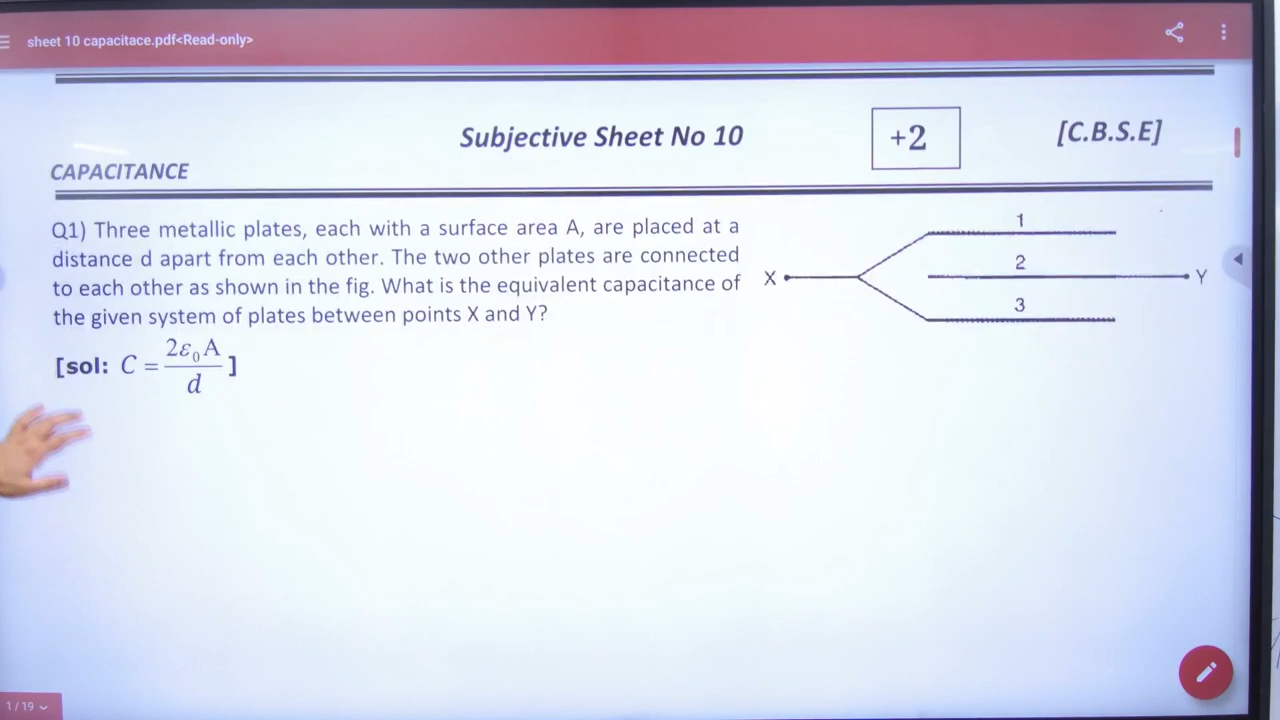 sheet 10 capacitace.pdf<Read-only>
Subjective Sheet No 10
+2
[C.B.S.E]
CAPACITANCE
Q1) Three metallic plates, each with a surface area A, are placed at a
distance d apart from each other. The two other plates are connected
to each other as shown in the fig. What is the equivalent capacitance of
the given system of plates between points X and Y?
[sol: C = 2ε₀A/d ]
1
X 2 Y
3
1 / 19